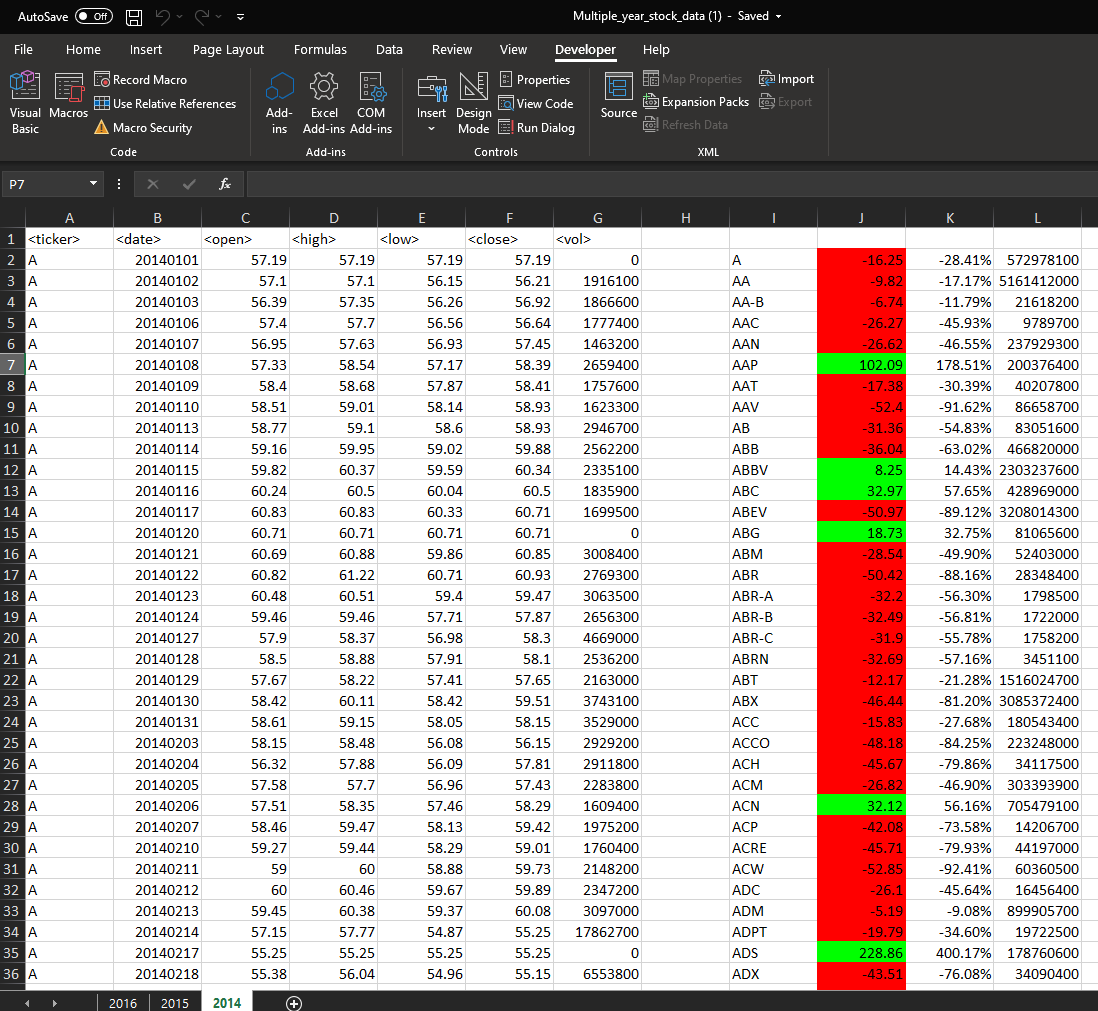 AutoSave Off Multiple_year_stock_data (1) - Saved
File Home Insert Page Layout Formulas Data Review View Developer Help
Visual Basic
Macros
Record Macro
Use Relative References
Macro Security
Code
Add-ins
Excel Add-ins
COM Add-ins
Add-ins
Insert
Design Mode
Properties
View Code
Run Dialog
Controls
Source
Map Properties
Expansion Packs
Refresh Data
Import
Export
XML
P7 fx
A B C D E F G H I J K L
1 <ticker> <date> <open> <high> <low> <close> <vol>
2 A 20140101 57.19 57.19 57.19 57.19 0 A -16.25 -28.41% 572978100
3 A 20140102 57.1 57.1 56.15 56.21 1916100 AA -9.82 -17.17% 5161412000
4 A 20140103 56.39 57.35 56.26 56.92 1866600 AA-B -6.74 -11.79% 21618200
5 A 20140106 57.4 57.7 56.56 56.64 1777400 AAC -26.27 -45.93% 9789700
6 A 20140107 56.95 57.63 56.93 57.45 1463200 AAN -26.62 -46.55% 237929300
7 A 20140108 57.33 58.54 57.17 58.39 2659400 AAP 102.09 178.51% 200376400
8 A 20140109 58.4 58.68 57.87 58.41 1757600 AAT -17.38 -30.39% 40207800
9 A 20140110 58.51 59.01 58.14 58.93 1623300 AAV -52.4 -91.62% 86658700
10 A 20140113 58.77 59.1 58.6 58.93 2946700 AB -31.36 -54.83% 83051600
11 A 20140114 59.16 59.95 59.02 59.88 2562200 ABB -36.04 -63.02% 466820000
12 A 20140115 59.82 60.37 59.59 60.34 2335100 ABBV 8.25 14.43% 2303237600
13 A 20140116 60.24 60.5 60.04 60.5 1835900 ABC 32.97 57.65% 428969000
14 A 20140117 60.83 60.83 60.33 60.71 1699500 ABEV -50.97 -89.12% 3208014300
15 A 20140120 60.71 60.71 60.71 60.71 0 ABG 18.73 32.75% 81065600
16 A 20140121 60.69 60.88 59.86 60.85 3008400 ABM -28.54 -49.90% 52403000
17 A 20140122 60.82 61.22 60.71 60.93 2769300 ABR -50.42 -88.16% 28348400
18 A 20140123 60.48 60.51 59.4 59.47 3063500 ABR-A -32.2 -56.30% 1798500
19 A 20140124 59.46 59.46 57.71 57.87 2656300 ABR-B -32.49 -56.81% 1722000
20 A 20140127 57.9 58.37 56.98 58.3 4669000 ABR-C -31.9 -55.78% 1758200
21 A 20140128 58.5 58.88 57.91 58.1 2536200 ABRN -32.69 -57.16% 3451100
22 A 20140129 57.67 58.22 57.41 57.65 2163000 ABT -12.17 -21.28% 1516024700
23 A 20140130 58.42 60.11 58.42 59.51 3743100 ABX -46.44 -81.20% 3085372400
24 A 20140131 58.61 59.15 58.05 58.15 3529000 ACC -15.83 -27.68% 180543400
25 A 20140203 58.15 58.48 56.08 56.15 2929200 ACCO -48.18 -84.25% 223248000
26 A 20140204 56.32 57.88 56.09 57.81 2911800 ACH -45.67 -79.86% 34117500
27 A 20140205 57.58 57.7 56.96 57.43 2283800 ACM -26.82 -46.90% 303393900
28 A 20140206 57.51 58.35 57.46 58.29 1609400 ACN 32.12 56.16% 705479100
29 A 20140207 58.46 59.47 58.13 59.42 1975200 ACP -42.08 -73.58% 14206700
30 A 20140210 59.27 59.44 58.29 59.01 1760400 ACRE -45.71 -79.93% 44197000
31 A 20140211 59 60 58.88 59.73 2148200 ACW -52.85 -92.41% 60360500
32 A 20140212 60 60.46 59.67 59.89 2347200 ADC -26.1 -45.64% 16456400
33 A 20140213 59.45 60.38 59.37 60.08 3097000 ADM -5.19 -9.08% 899905700
34 A 20140214 57.15 57.77 54.87 55.25 17862700 ADPT -19.79 -34.60% 19722500
35 A 20140217 55.25 55.25 55.25 55.25 0 ADS 228.86 400.17% 178760600
36 A 20140218 55.38 56.04 54.96 55.15 6553800 ADX -43.51 -76.08% 34090400
2016 2015 2014